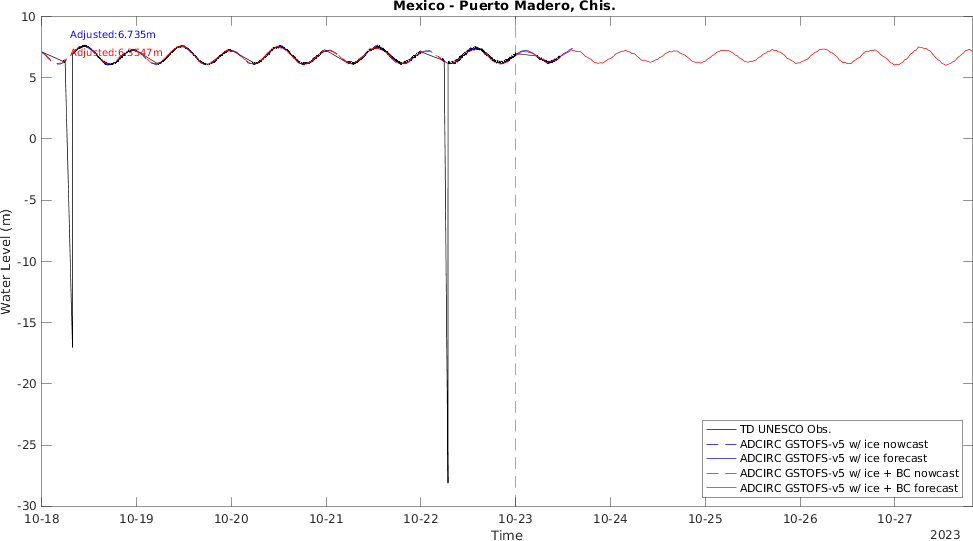 Mexico - Puerto Madero, Chis.
Adjusted:6.735m
10
5
0
-5
-10
-15
-20
-25
-30
Water Level (m)
TD UNESCO Obs.
ADCIRC GSTOFS-v5 w/ ice nowcast
ADCIRC GSTOFS-v5 w/ ice forecast
ADCIRC GSTOFS-v5 w/ ice + BC nowcast
ADCIRC GSTOFS-v5 w/ ice + BC forecast
10-18 10-19 10-20 10-21 10-22 10-23 10-24 10-25 10-26 10-27
Time
2023